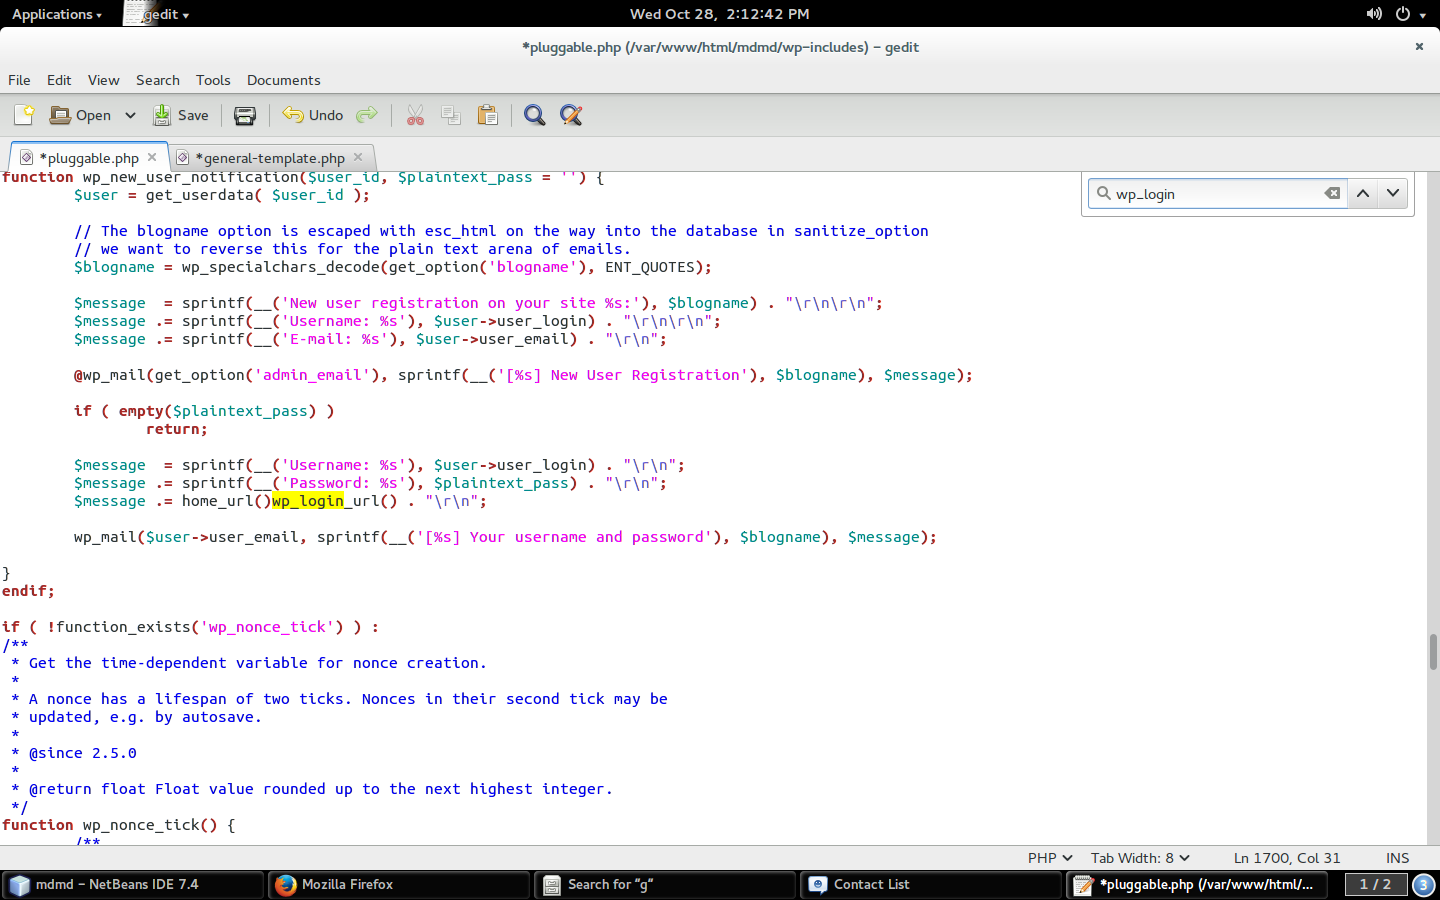 Applications
gedit
Wed Oct 28, 2:12:42 PM
*pluggable.php (/var/www/html/mdmd/wp-includes) - gedit
File Edit View Search Tools Documents
Open Save Undo
*pluggable.php *general-template.php
wp_login
function wp_new_user_notification($user_id, $plaintext_pass = '') {
$user = get_userdata( $user_id );
// The blogname option is escaped with esc_html on the way into the database in sanitize_option
// we want to reverse this for the plain text arena of emails.
$blogname = wp_specialchars_decode(get_option('blogname'), ENT_QUOTES);
$message  = sprintf(__('New user registration on your site %s:'), $blogname) . "\r\n\r\n";
$message .= sprintf(__('Username: %s'), $user->user_login) . "\r\n\r\n";
$message .= sprintf(__('E-mail: %s'), $user->user_email) . "\r\n";
@wp_mail(get_option('admin_email'), sprintf(__('[%s] New User Registration'), $blogname), $message);
if ( empty($plaintext_pass) )
return;
$message  = sprintf(__('Username: %s'), $user->user_login) . "\r\n";
$message .= sprintf(__('Password: %s'), $plaintext_pass) . "\r\n";
$message .= home_url()wp_login_url() . "\r\n";
wp_mail($user->user_email, sprintf(__('[%s] Your username and password'), $blogname), $message);
}
endif;
if ( !function_exists('wp_nonce_tick') ) :
/**
* Get the time-dependent variable for nonce creation.
*
* A nonce has a lifespan of two ticks. Nonces in their second tick may be
* updated, e.g. by autosave.
*
* @since 2.5.0
*
* @return float Float value rounded up to the next highest integer.
*/
function wp_nonce_tick() {
/**
PHP Tab Width: 8 Ln 1700, Col 31 INS
mdmd - NetBeans IDE 7.4
Mozilla Firefox
Search for “g”
Contact List
*pluggable.php (/var/www/html/...
1 / 2
3